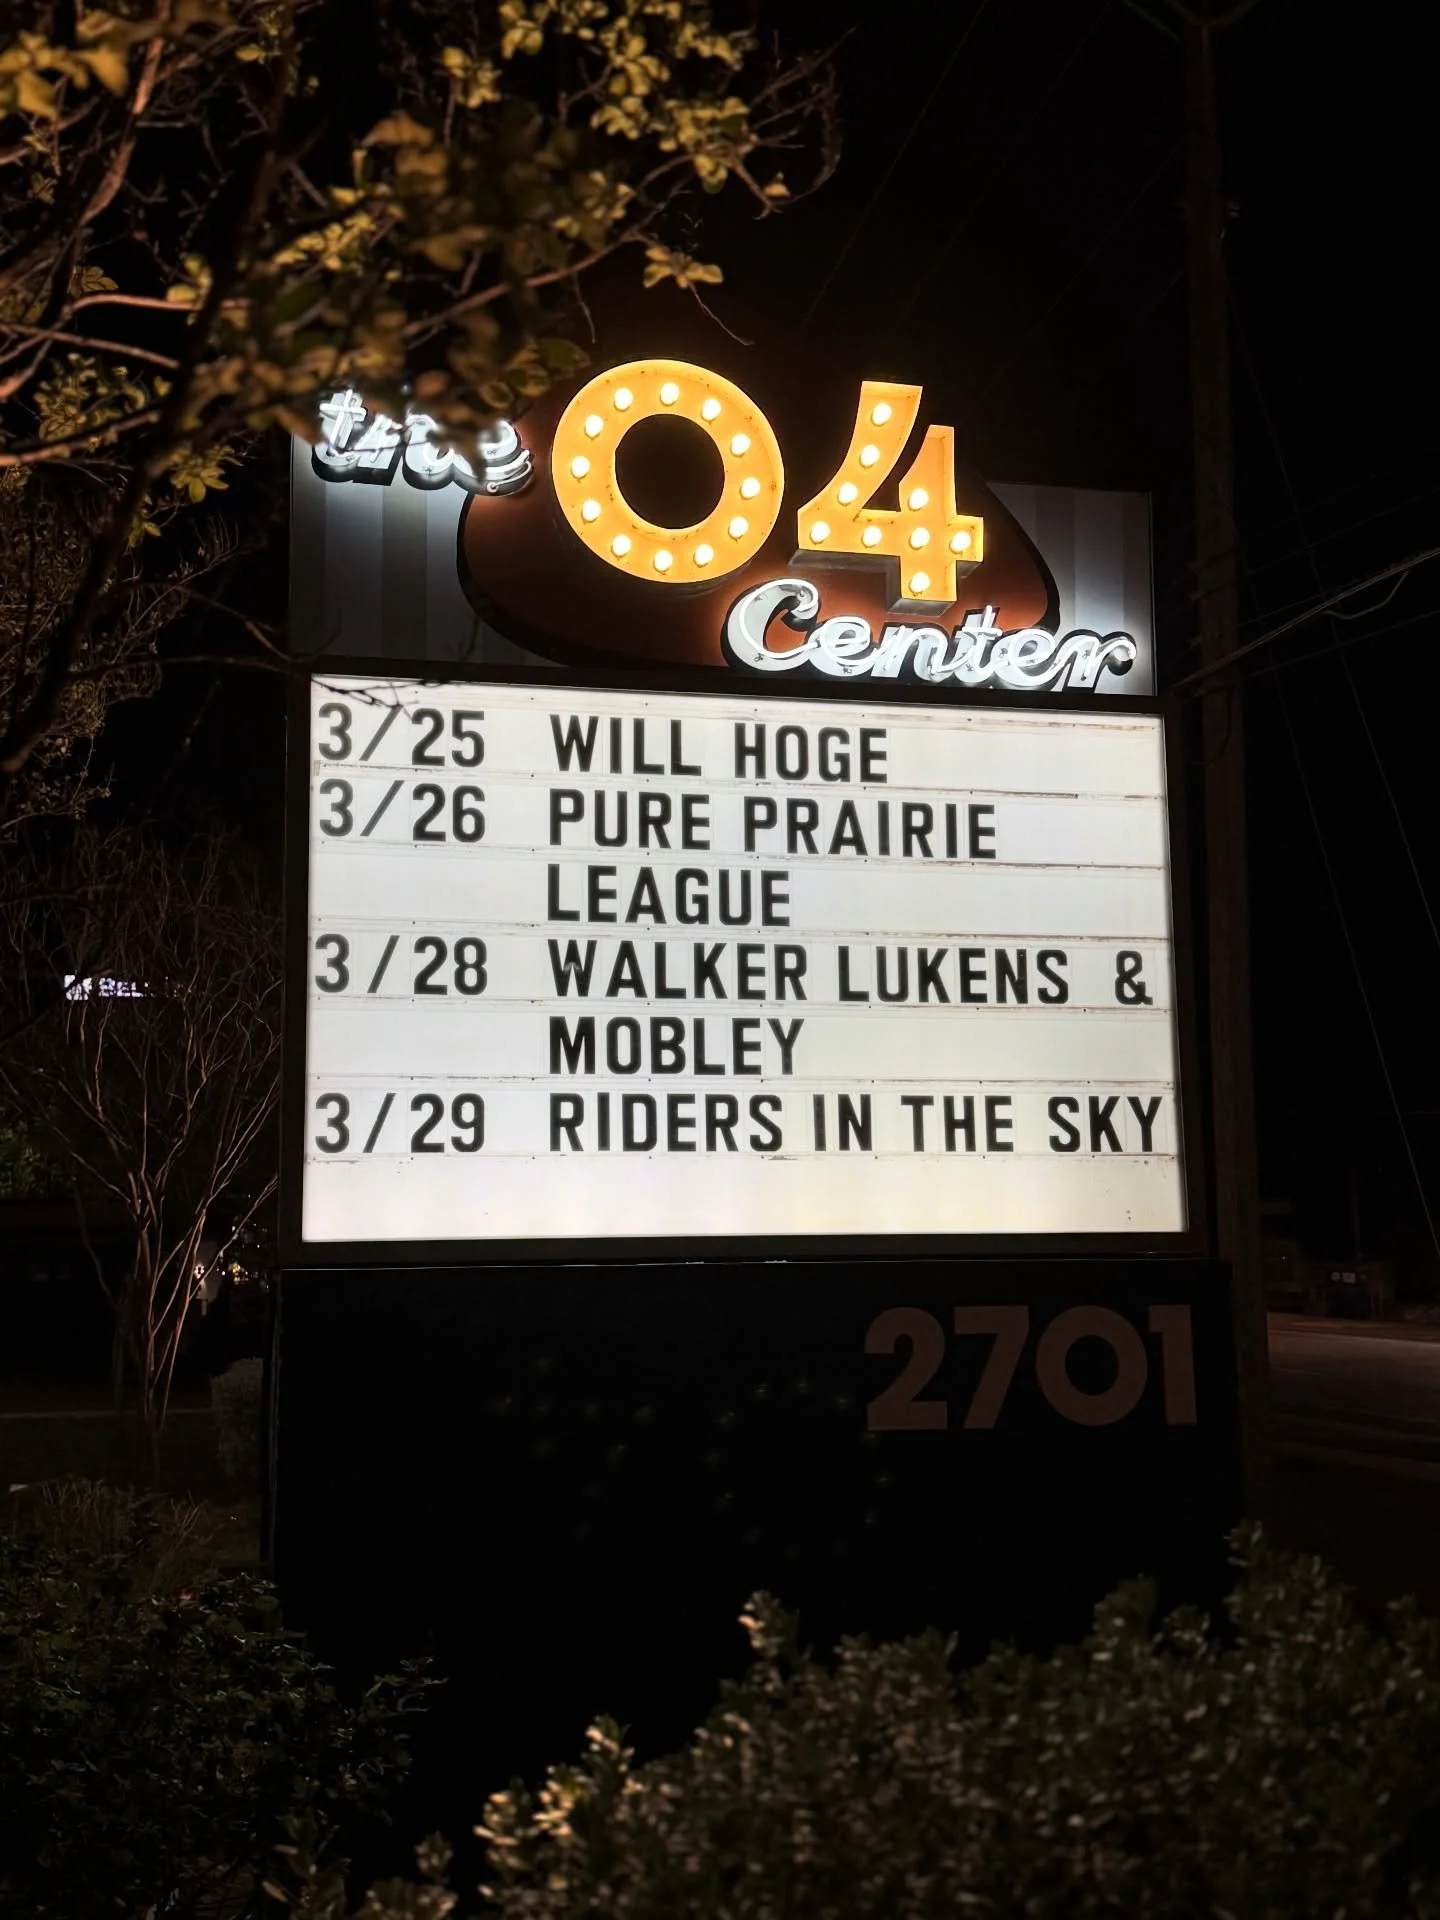 the 04
Center
3/25 WILL HOGE
3/26 PURE PRAIRIE
LEAGUE
3/28 WALKER LUKENS &
MOBLEY
3/29 RIDERS IN THE SKY
2701